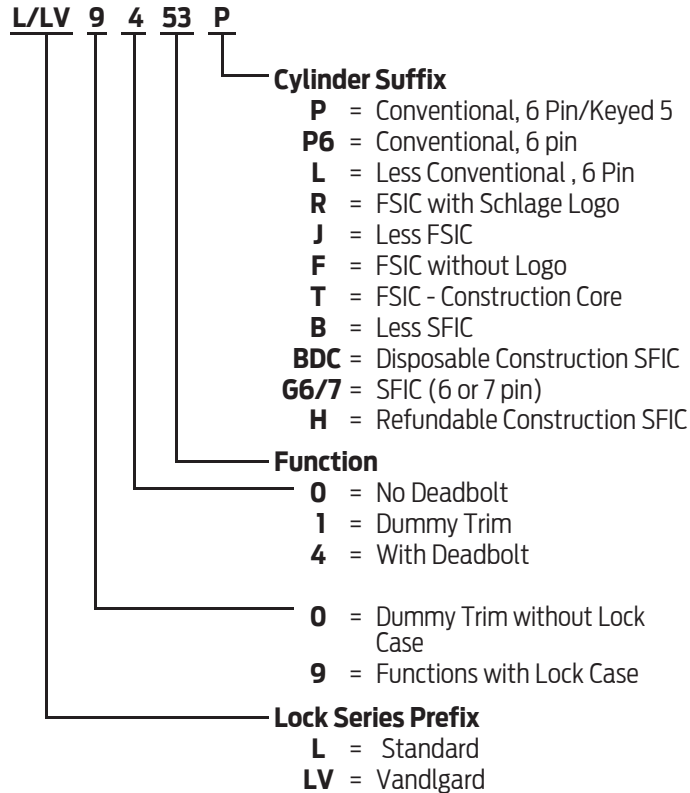 L/LV 9 4 53 P
Cylinder Suffix
P = Conventional, 6 Pin/Keyed 5
P6 = Conventional, 6 pin
L = Less Conventional , 6 Pin
R = FSIC with Schlage Logo
J = Less FSIC
F = FSIC without Logo
T = FSIC - Construction Core
B = Less SFIC
BDC = Disposable Construction SFIC
G6/7 = SFIC (6 or 7 pin)
H = Refundable Construction SFIC
Function
0 = No Deadbolt
1 = Dummy Trim
4 = With Deadbolt
0 = Dummy Trim without Lock
Case
9 = Functions with Lock Case
Lock Series Prefix
L = Standard
LV = Vandlgard